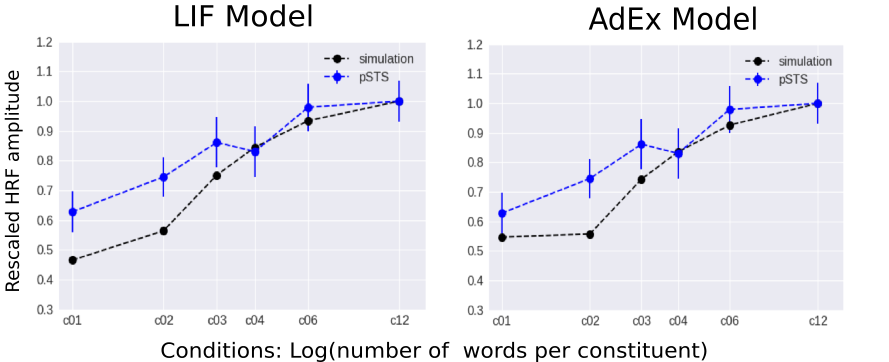 LIF Model
AdEx Model
Rescaled HRF amplitude
1.2
1.1
1.0
0.9
0.8
0.7
0.6
0.5
0.4
0.3
simulation
pSTS
c01 c02 c03 c04 c06 c12
1.2
1.1
1.0
0.9
0.8
0.7
0.6
0.5
0.4
0.3
simulation
pSTS
c01 c02 c03 c04 c06 c12
Conditions: Log(number of words per constituent)